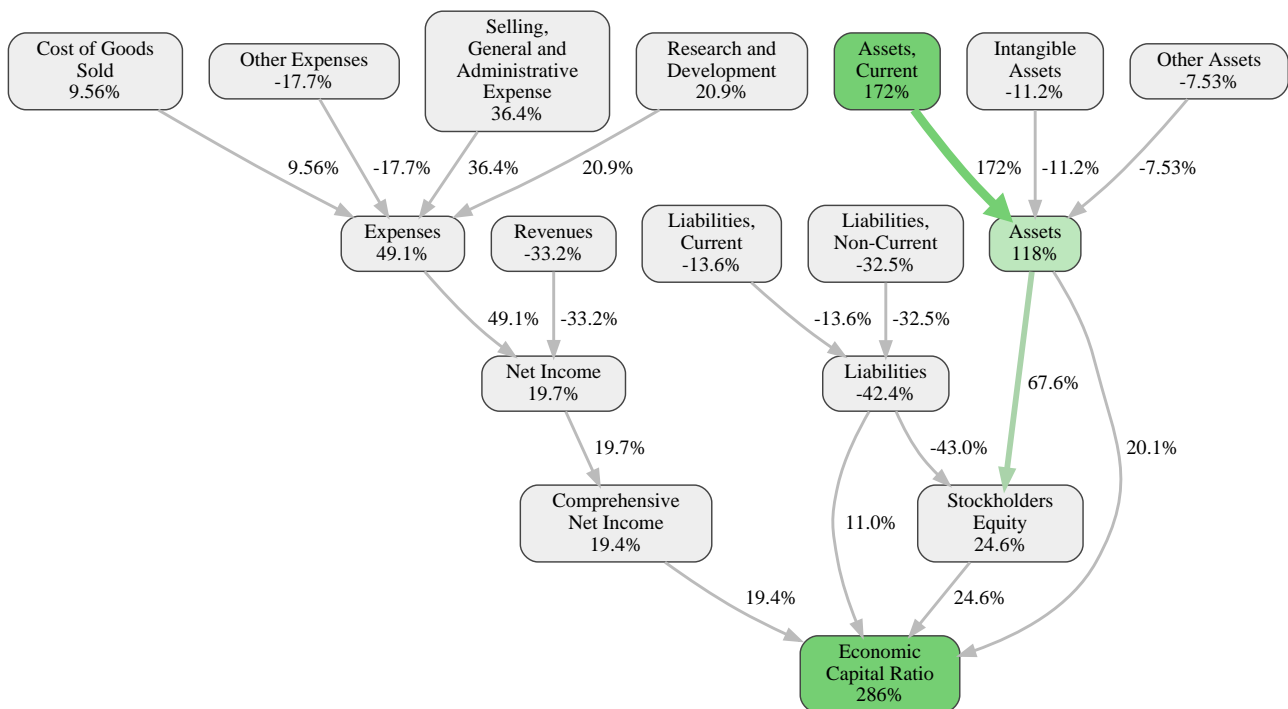 Cost of Goods
Sold
9.56%
Other Expenses
-17.7%
Selling,
General and
Administrative
Expense
36.4%
Research and
Development
20.9%
Assets,
Current
172%
Intangible
Assets
-11.2%
Other Assets
-7.53%
9.56%
-17.7%
36.4%
20.9%
172%
-11.2%
-7.53%
Expenses
49.1%
Revenues
-33.2%
Liabilities,
Current
-13.6%
Liabilities,
Non-Current
-32.5%
Assets
118%
49.1%
-33.2%
-13.6%
-32.5%
Net Income
19.7%
Liabilities
-42.4%
67.6%
19.7%
-43.0%
20.1%
Comprehensive
Net Income
19.4%
11.0%
Stockholders
Equity
24.6%
19.4%
24.6%
Economic
Capital Ratio
286%